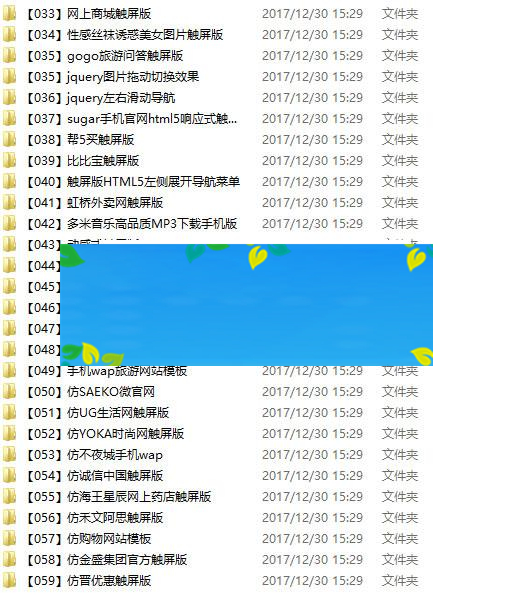 【033】网上商城触屏版 2017/12/30 15:29 文件夹
【034】性感丝袜诱惑美女图片触屏版 2017/12/30 15:29 文件夹
【035】gogo旅游问答触屏版 2017/12/30 15:29 文件夹
【035】jquery图片拖动切换效果 2017/12/30 15:29 文件夹
【036】jquery左右滑动导航 2017/12/30 15:29 文件夹
【037】sugar手机官网html5响应式触... 2017/12/30 15:29 文件夹
【038】帮5买触屏版 2017/12/30 15:29 文件夹
【039】比比宝触屏版 2017/12/30 15:29 文件夹
【040】触屏版HTML5左侧展开导航菜单 2017/12/30 15:29 文件夹
【041】虹桥外卖网触屏版 2017/12/30 15:29 文件夹
【042】多米音乐高品质MP3下载手机版 2017/12/30 15:29 文件夹
【043】
【044】
【045】
【046】
【047】
【048】
【049】手机wap旅游网站模板 2017/12/30 15:29 文件夹
【050】仿SAEKO微官网 2017/12/30 15:29 文件夹
【051】仿UG生活网触屏版 2017/12/30 15:29 文件夹
【052】仿YOKA时尚网触屏版 2017/12/30 15:29 文件夹
【053】仿不夜城手机wap 2017/12/30 15:29 文件夹
【054】仿诚信中国触屏版 2017/12/30 15:29 文件夹
【055】仿海王星辰网上药店触屏版 2017/12/30 15:29 文件夹
【056】仿禾文阿思触屏版 2017/12/30 15:29 文件夹
【057】仿购物网站模板 2017/12/30 15:29 文件夹
【058】仿金盛集团官方触屏版 2017/12/30 15:29 文件夹
【059】仿晋优惠触屏版 2017/12/30 15:29 文件夹